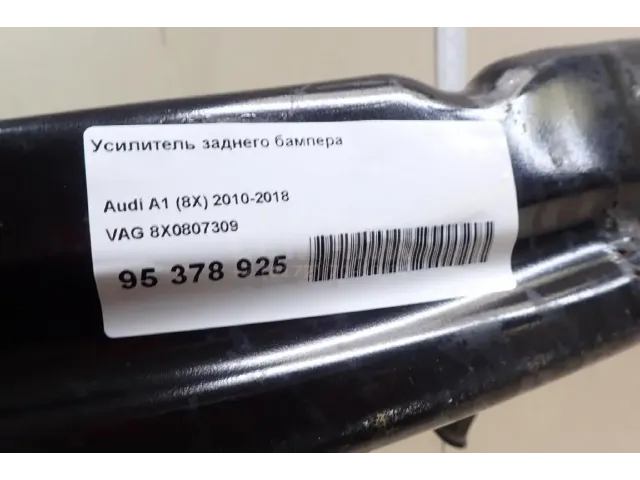 Усилитель заднего бампера
Audi A1 (8X) 2010-2018
VAG 8X0807309
95 378 925